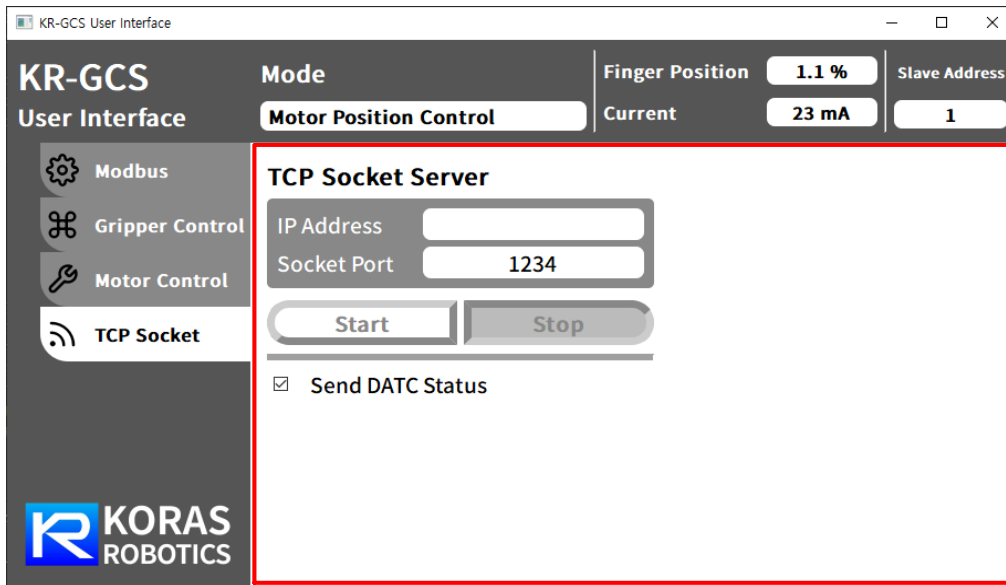 KR-GCS User Interface
KR-GCS
User Interface
Mode
Motor Position Control
Finger Position 1.1 %
Current 23 mA
Slave Address
1
Modbus
Gripper Control
Motor Control
TCP Socket
TCP Socket Server
IP Address
Socket Port 1234
Start Stop
Send DATC Status
KORAS
ROBOTICS